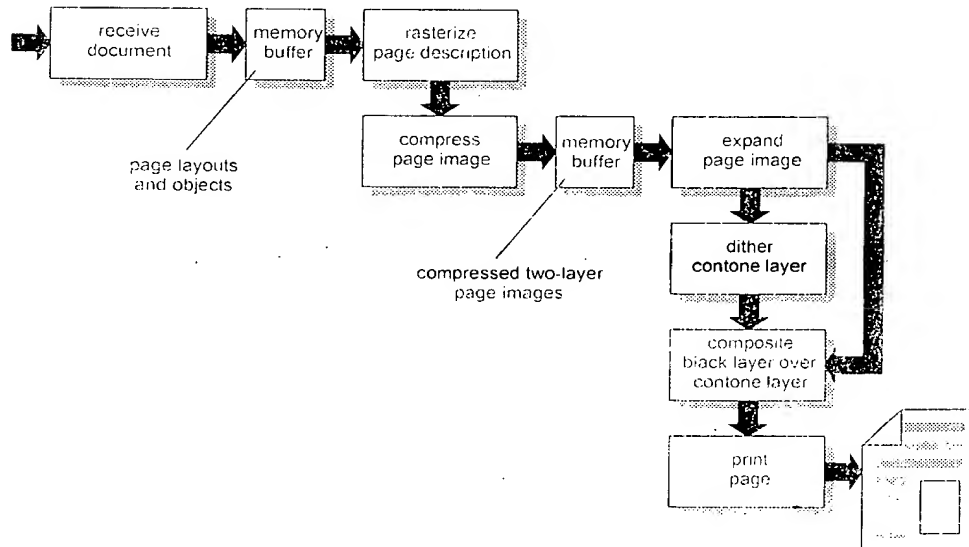 receive
document
memory
buffer
rasterize
page description
compress
page image
memory
buffer
expand
page image
page layouts
and objects
dither
contone layer
compressed two-layer
page images
composite
black layer over
contone layer
print
page